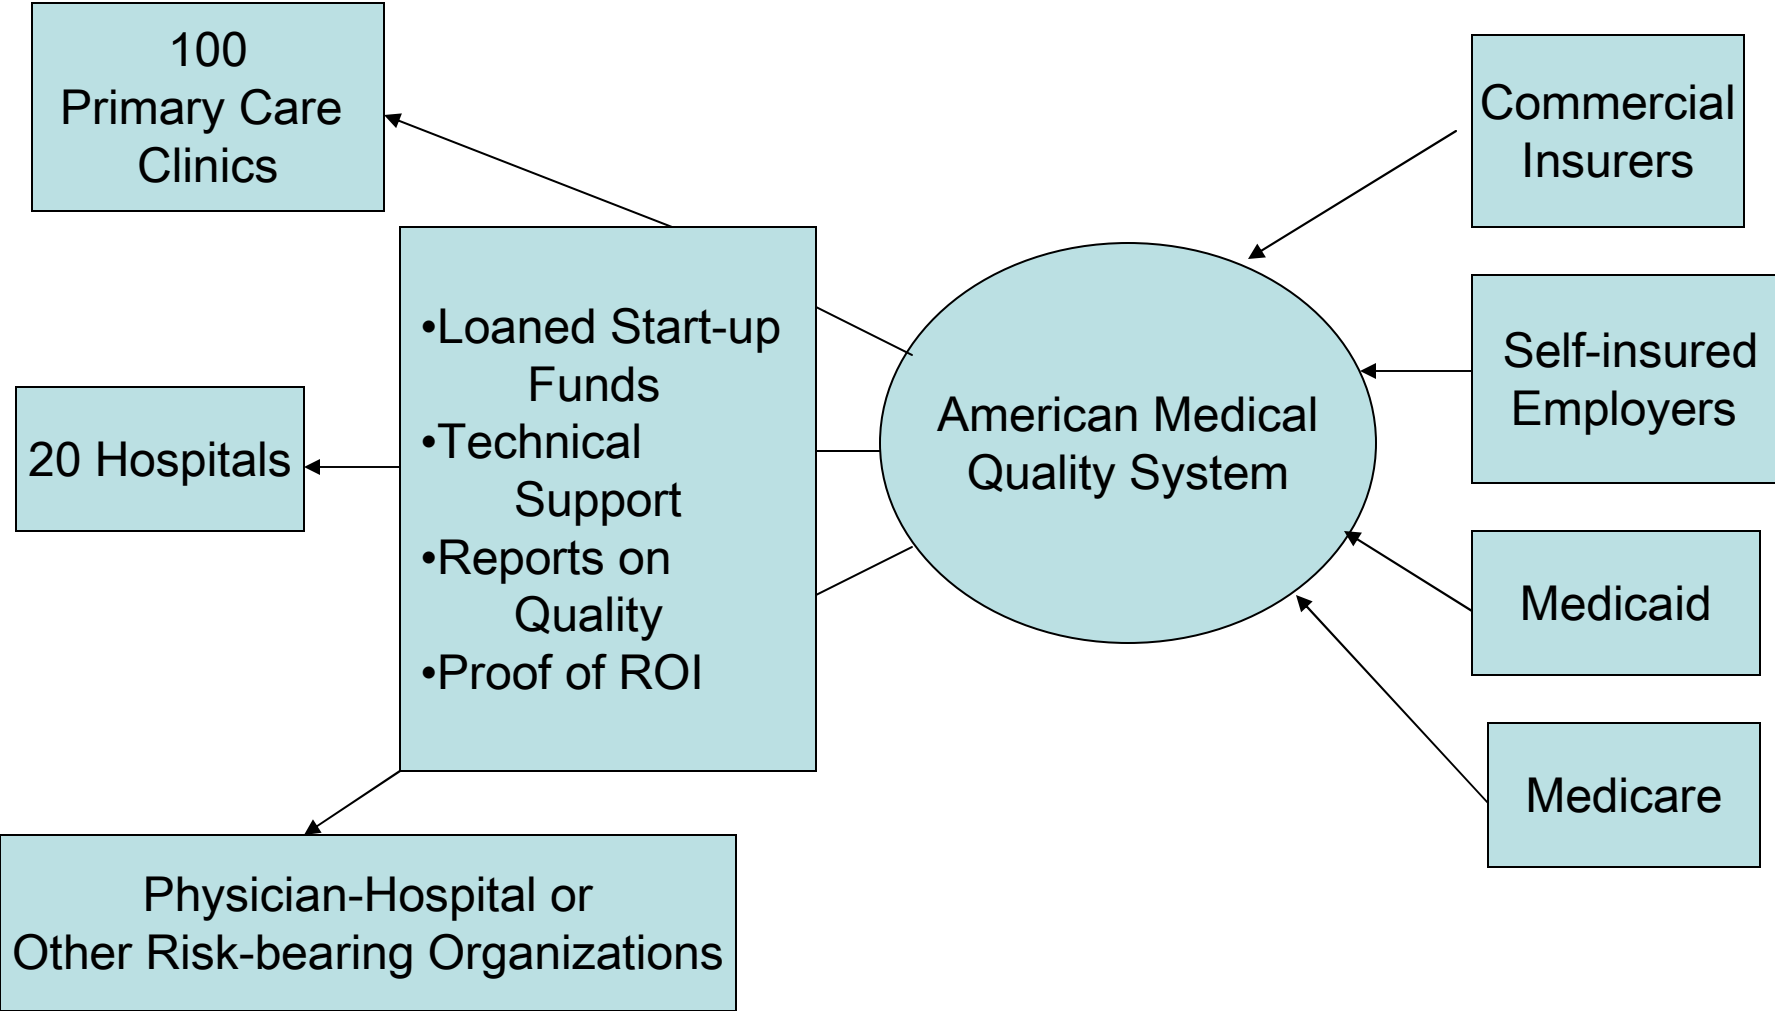 100
Primary Care
Clinics
20 Hospitals
•Loaned Start-up
Funds
•Technical
Support
•Reports on
Quality
•Proof of ROI
Physician-Hospital or
Other Risk-bearing Organizations
American Medical
Quality System
Commercial
Insurers
Self-insured
Employers
Medicaid
Medicare